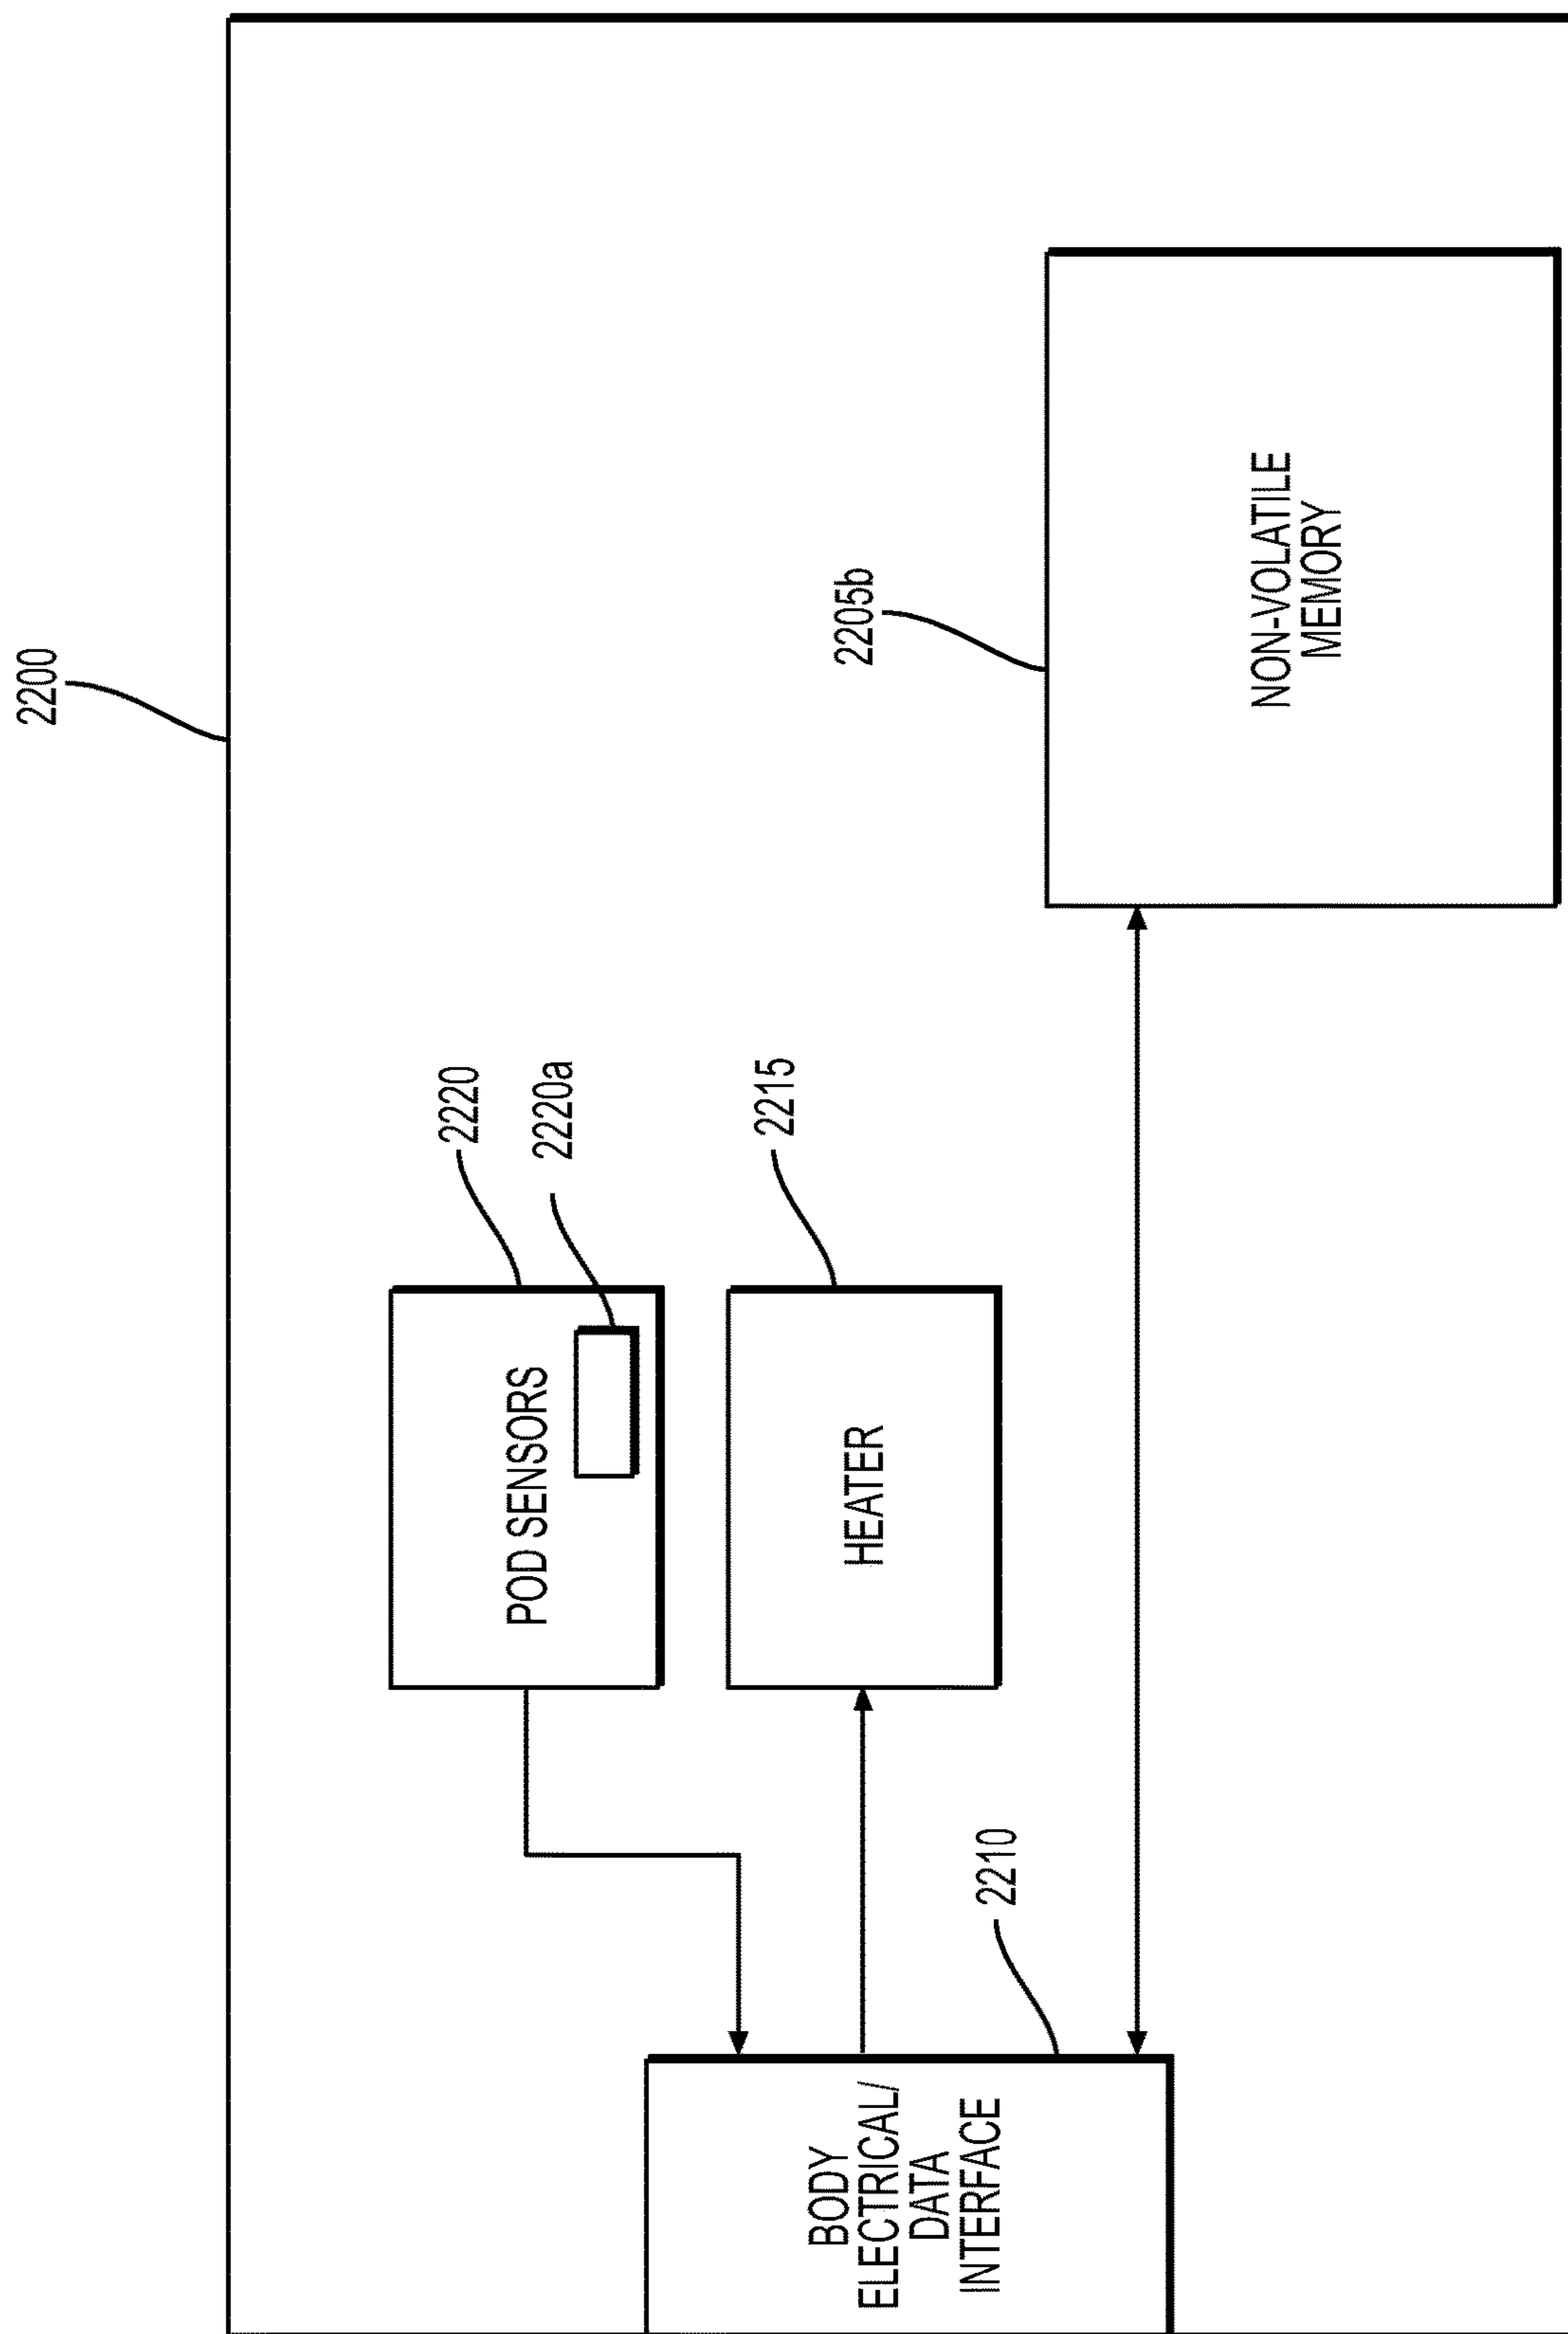 2200
2220
2220a
POD SENSORS
2215
HEATER
2210
BODY
ELECTRICAL/
DATA
INTERFACE
2205b
NON-VOLATILE
MEMORY